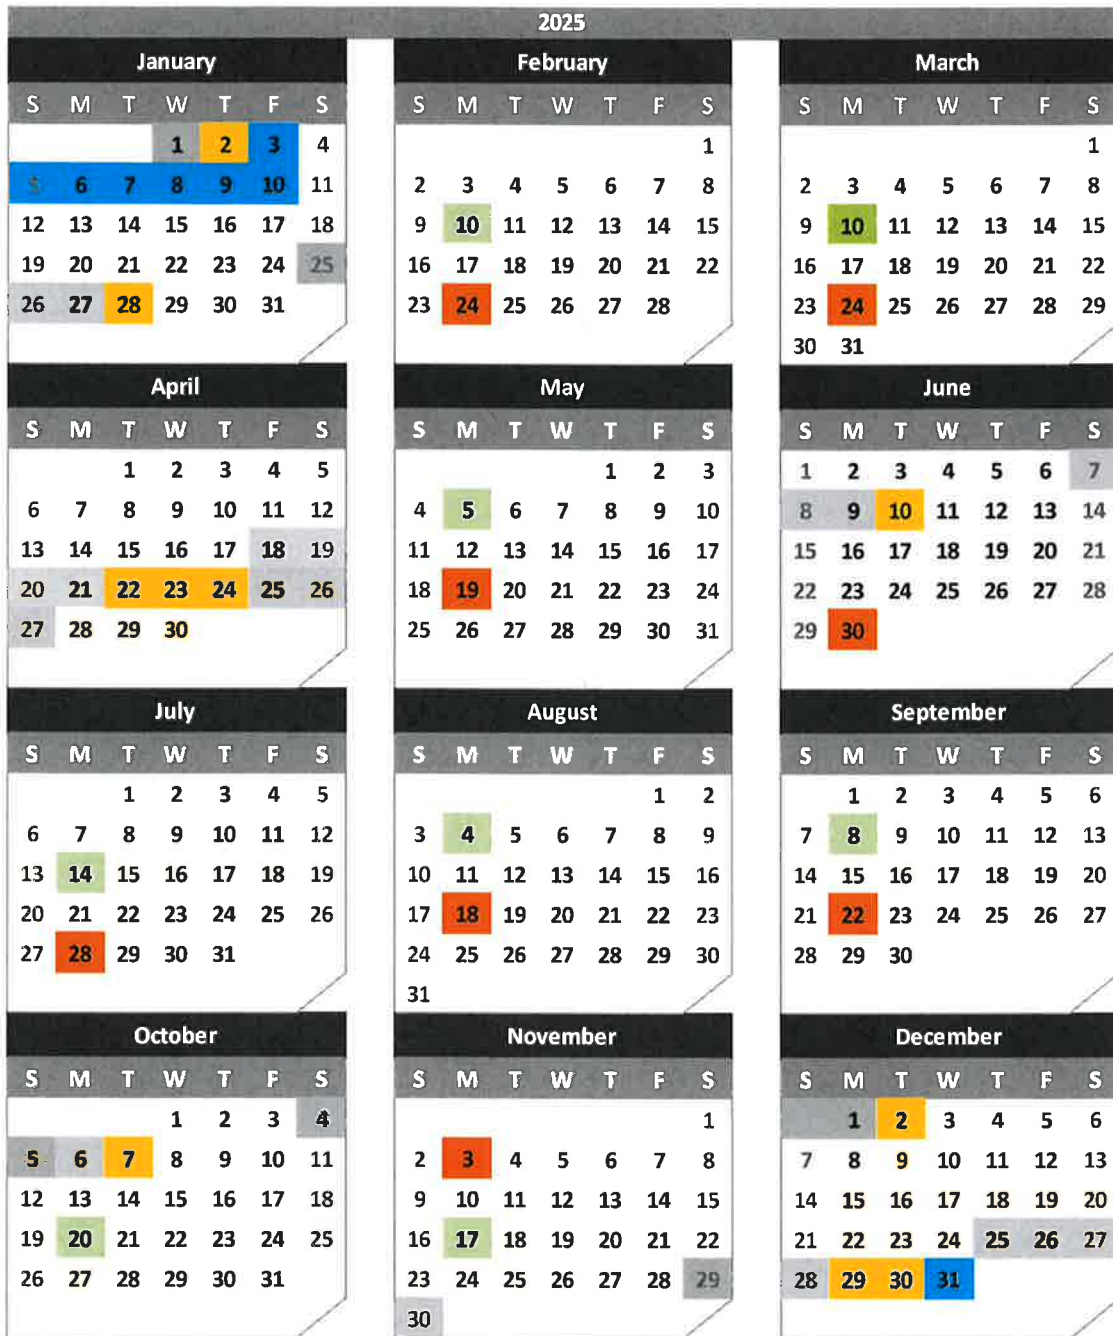 2025
January February March
S M T W T F S S M T W T F S S M T W T F S
1 2 3 4 1 1
5 6 7 8 9 10 11 2 3 4 5 6 7 8 2 3 4 5 6 7 8
12 13 14 15 16 17 18 9 10 11 12 13 14 15 9 10 11 12 13 14 15
19 20 21 22 23 24 25 16 17 18 19 20 21 22 16 17 18 19 20 21 22
26 27 28 29 30 31 23 24 25 26 27 28 23 24 25 26 27 28 29
30 31
April May June
S M T W T F S S M T W T F S S M T W T F S
1 2 3 4 5 1 2 3 1 2 3 4 5 6 7
6 7 8 9 10 11 12 4 5 6 7 8 9 10 8 9 10 11 12 13 14
13 14 15 16 17 18 19 11 12 13 14 15 16 17 15 16 17 18 19 20 21
20 21 22 23 24 25 26 18 19 20 21 22 23 24 22 23 24 25 26 27 28
27 28 29 30 25 26 27 28 29 30 31 29 30
July August September
S M T W T F S S M T W T F S S M T W T F S
1 2 3 4 5 1 2 1 2 3 4 5 6
6 7 8 9 10 11 12 3 4 5 6 7 8 9 7 8 9 10 11 12 13
13 14 15 16 17 18 19 10 11 12 13 14 15 16 14 15 16 17 18 19 20
20 21 22 23 24 25 26 17 18 19 20 21 22 23 21 22 23 24 25 26 27
27 28 29 30 31 24 25 26 27 28 29 30 28 29 30
31
October November December
S M T W T F S S M T W T F S S M T W T F S
1 2 3 4 1 1 2 3 4 5 6
5 6 7 8 9 10 11 2 3 4 5 6 7 8 7 8 9 10 11 12 13
12 13 14 15 16 17 18 9 10 11 12 13 14 15 14 15 16 17 18 19 20
19 20 21 22 23 24 25 16 17 18 19 20 21 22 21 22 23 24 25 26 27
26 27 28 29 30 31 23 24 25 26 27 28 29 28 29 30 31
30